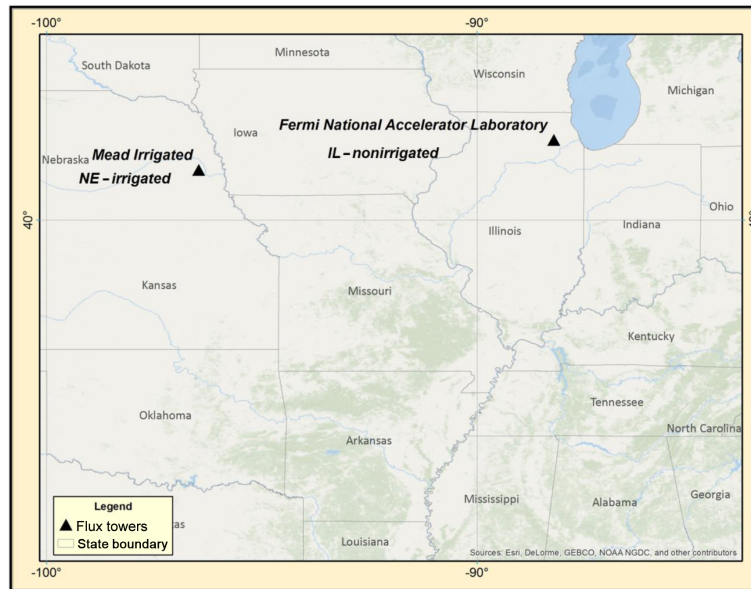 -100°
-90°
Minnesota
South Dakota
Wisconsin
Michigan
Fermi National Accelerator Laboratory
Iowa
Mead Irrigated
IL – nonirrigated
Nebraska
NE – irrigated
Ohio
40°
Illinois
Indiana
Kansas
Missouri
Kentucky
Tennessee
Oklahoma
North Carolina
Arkansas
Mississippi
Alabama
Georgia
Legend
Flux towers
State boundary
Louisiana
Sources: Esri, DeLorme, GEBCO, NOAA NGDC, and other contributors
-100°
-90°